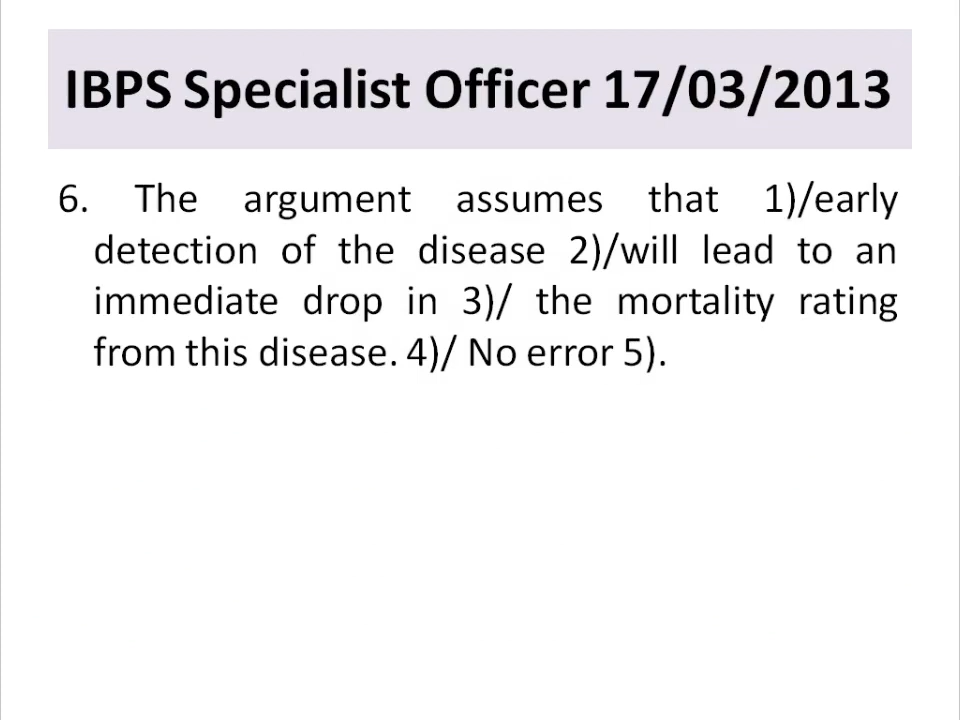 IBPS Specialist Officer 17/03/2013
6. The argument assumes that 1)/early
detection of the disease 2)/will lead to an
immediate drop in 3)/ the mortality rating
from this disease. 4)/ No error 5).